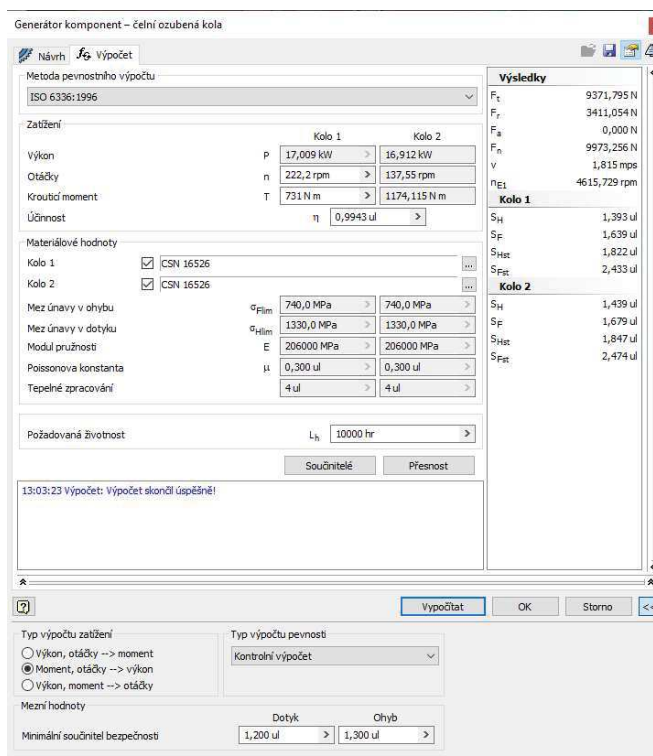 Generátor komponent – čelní ozubená kola
Návrh Výpočet
Metoda pevnostního výpočtu
ISO 6336:1996
Zatížení
Kolo 1 Kolo 2
Výkon P 17,009 kW > 16,912 kW
Otáčky n 222,2 rpm > 137,55 rpm
Krouticí moment T 731 N m > 1174,115 N m
Účinnost η 0,9943 ul >
Materiálové hodnoty
Kolo 1 CSN 16526 ...
Kolo 2 CSN 16526 ...
Mez únavy v ohybu σFlim 740,0 MPa > 740,0 MPa >
Mez únavy v dotyku σHlim 1330,0 MPa > 1330,0 MPa >
Modul pružnosti E 206000 MPa > 206000 MPa >
Poissonova konstanta μ 0,300 ul > 0,300 ul >
Tepelné zpracování 4 ul > 4 ul >
Požadovaná životnost Lh 10000 hr >
Součinitelé Přesnost
13:03:23 Výpočet: Výpočet skončil úspěšně!
Výsledky
Ft 9371,795 N
Fr 3411,054 N
Fa 0,000 N
Fn 9973,256 N
v 1,815 mps
nE1 4615,729 rpm
Kolo 1
SH 1,393 ul
SF 1,639 ul
SHst 1,822 ul
SFst 2,433 ul
Kolo 2
SH 1,439 ul
SF 1,679 ul
SHst 1,847 ul
SFst 2,474 ul
? Vypočítat OK Storno <<
Typ výpočtu zatížení
Výkon, otáčky --> moment
Moment, otáčky --> výkon
Výkon, moment --> otáčky
Typ výpočtu pevnosti
Kontrolní výpočet
Mezní hodnoty
Dotyk Ohyb
Minimální součinitel bezpečnosti 1,200 ul > 1,300 ul >